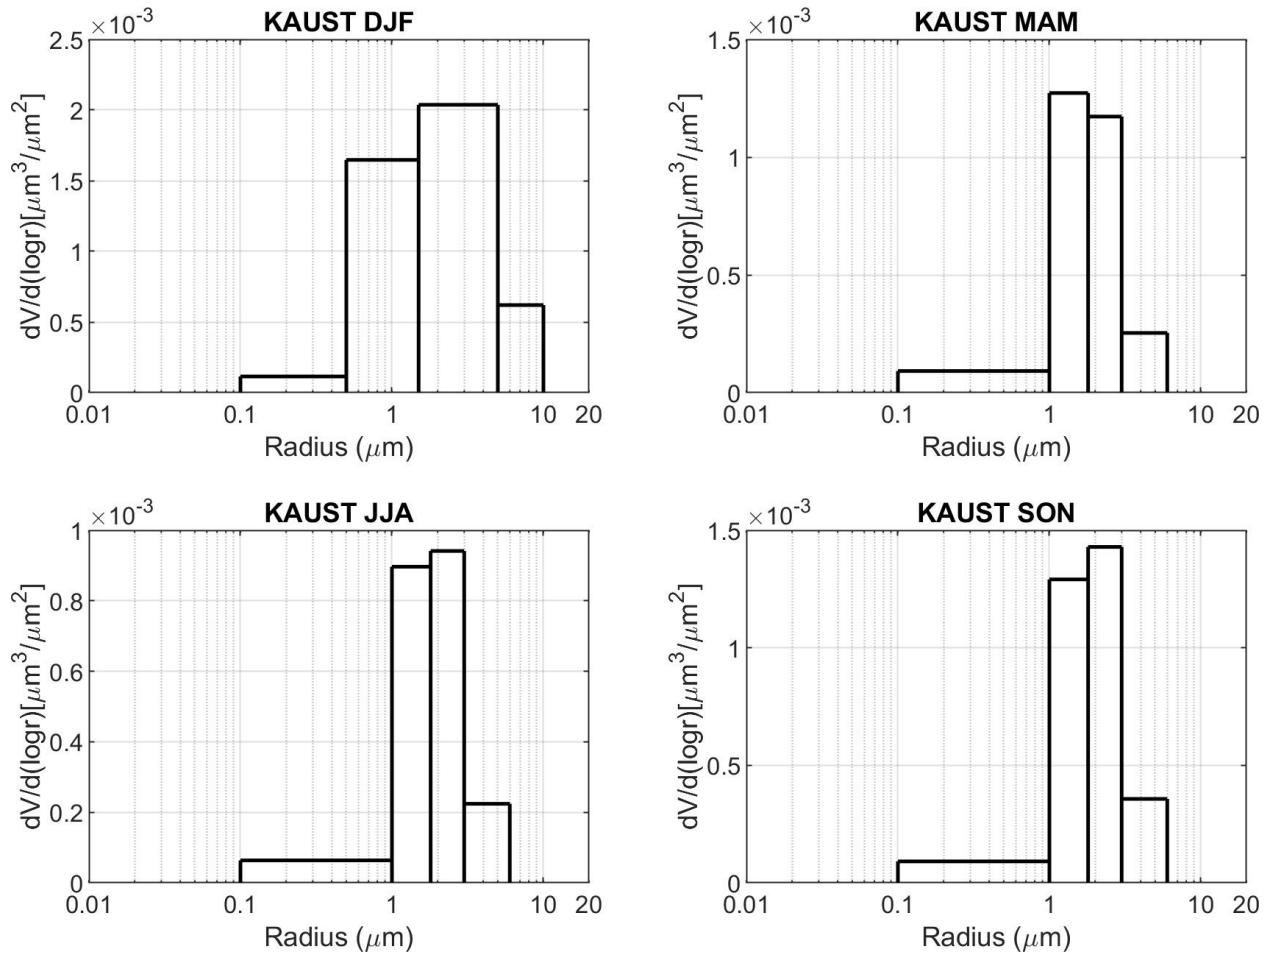 KAUST DJF
×10⁻³
2.5
2
1.5
1
0.5
0
dV/d(logr)[μm³/μm²]
0.01 0.1 1 10 20
Radius (μm)
KAUST MAM
×10⁻³
1.5
1
0.5
0
dV/d(logr)[μm³/μm²]
0.01 0.1 1 10 20
Radius (μm)
KAUST JJA
×10⁻³
1
0.8
0.6
0.4
0.2
0
dV/d(logr)[μm³/μm²]
0.01 0.1 1 10 20
Radius (μm)
KAUST SON
×10⁻³
1.5
1
0.5
0
dV/d(logr)[μm³/μm²]
0.01 0.1 1 10 20
Radius (μm)